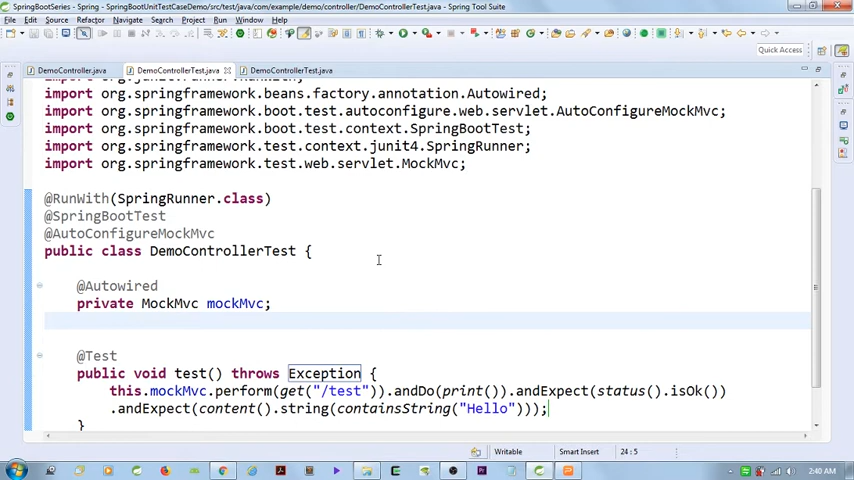 SpringBootSeries - Spring - SpringBootUnitTestCaseDemo/src/test/java/com/example/demo/controller/DemoControllerTest.java - Spring Tool Suite
File Edit Source Refactor Navigate Search Project Run Window Help
Quick Access
DemoController.java DemoControllerTest.java DemoControllerTest.java
import org.springframework.beans.factory.annotation.Autowired;
import org.springframework.boot.test.autoconfigure.web.servlet.AutoConfigureMockMvc;
import org.springframework.boot.test.context.SpringBootTest;
import org.springframework.test.context.junit4.SpringRunner;
import org.springframework.test.web.servlet.MockMvc;
@RunWith(SpringRunner.class)
@SpringBootTest
@AutoConfigureMockMvc
public class DemoControllerTest {
@Autowired
private MockMvc mockMvc;
@Test
public void test() throws Exception {
this.mockMvc.perform(get("/test")).andDo(print()).andExpect(status().isOk())
.andExpect(content().string(containsString("Hello")));
}
Writable Smart Insert 24 : 5
2:40 AM